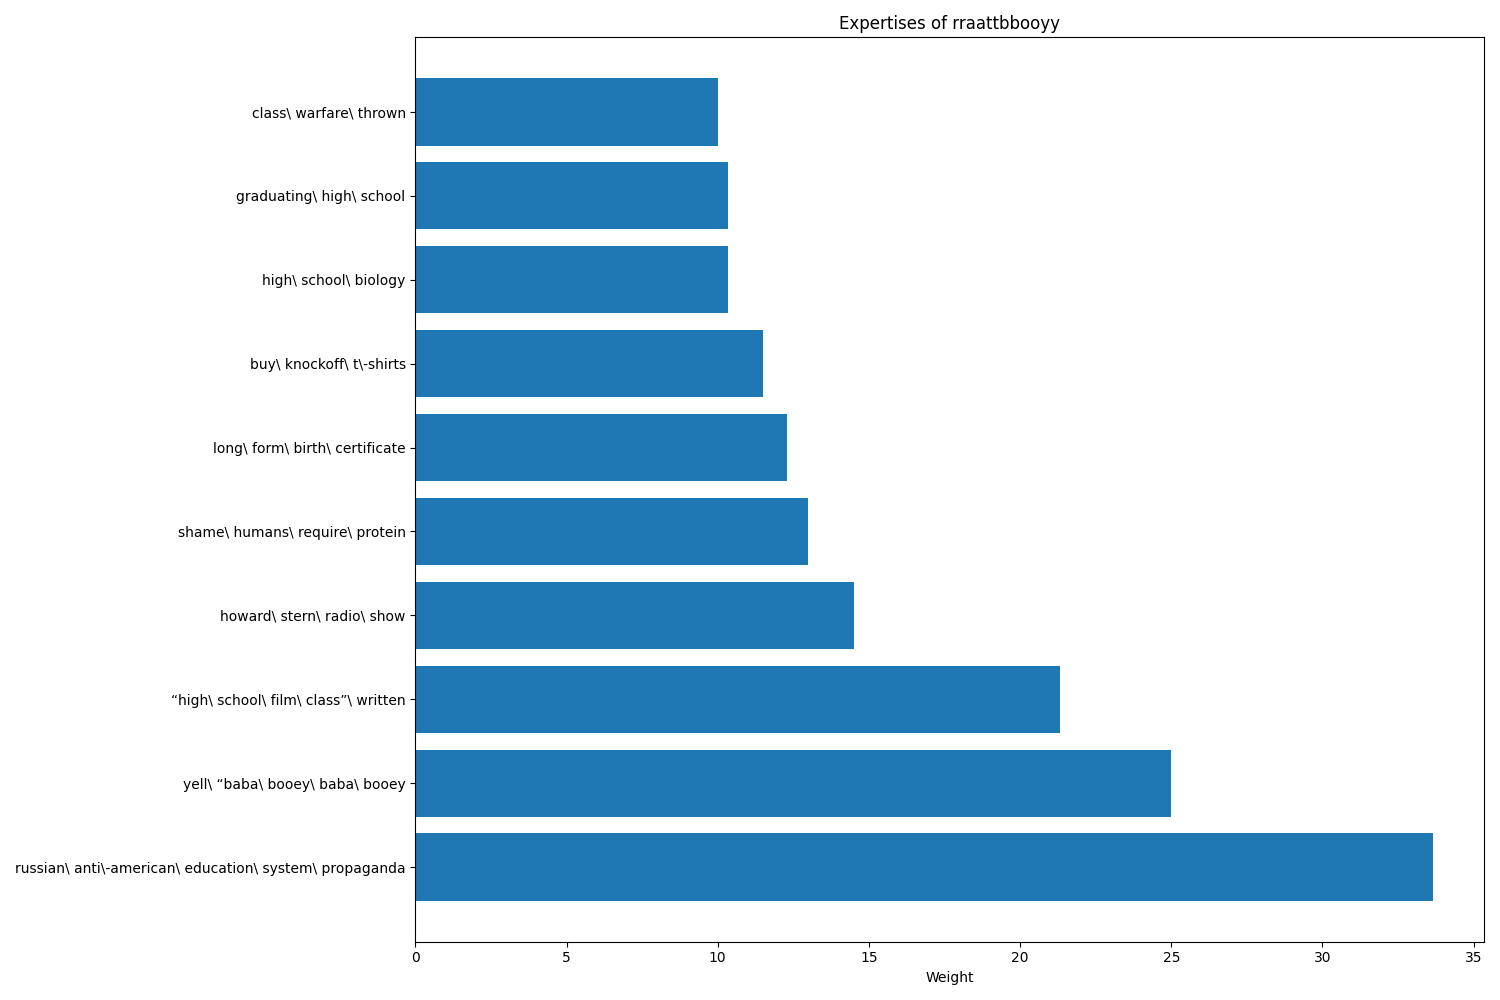 Expertises of rraattbbooyy
class\ warfare\ thrown
graduating\ high\ school
high\ school\ biology
buy\ knockoff\ t\-shirts
long\ form\ birth\ certificate
shame\ humans\ require\ protein
howard\ stern\ radio\ show
“high\ school\ film\ class”\ written
yell\ “baba\ booey\ baba\ booey
russian\ anti\-american\ education\ system\ propaganda
0 5 10 15 20 25 30 35
Weight